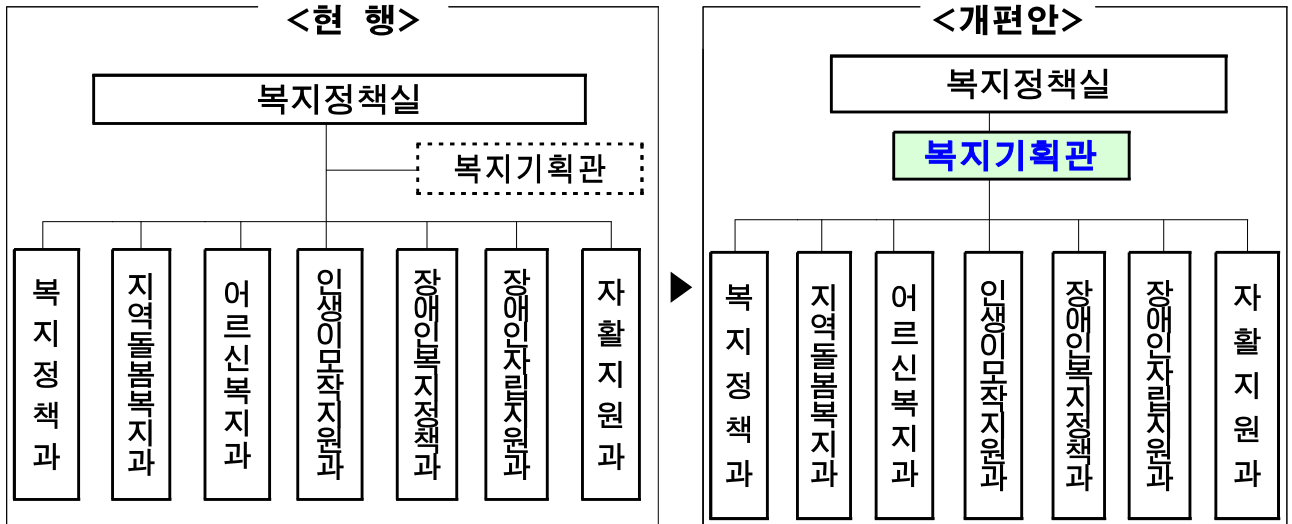 <현 행>
복지정책실
복지기획관
복지정책과
지역돌봄복지과
어르신복지과
인생이모작지원과
장애인복지정책과
장애인자립지원과
자활지원과
<개편안>
복지정책실
복지기획관
복지정책과
지역돌봄복지과
어르신복지과
인생이모작지원과
장애인복지정책과
장애인자립지원과
자활지원과